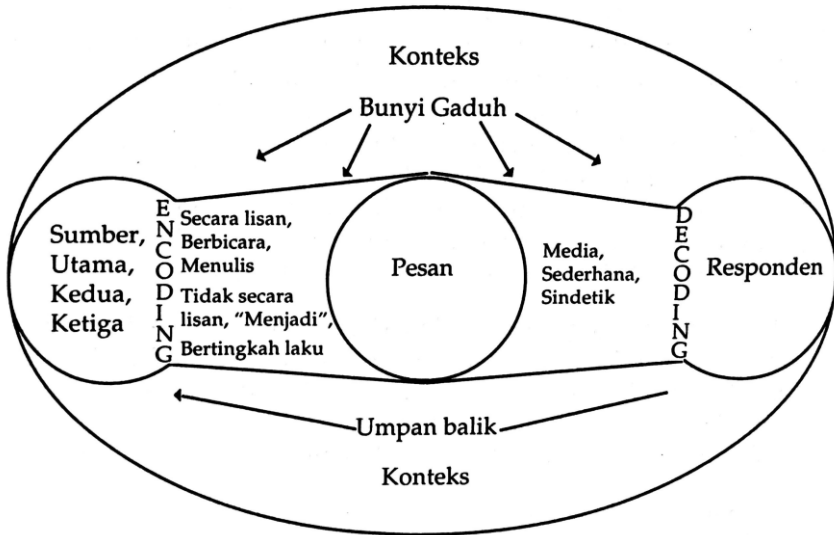 Konteks
Bunyi Gaduh
Sumber,
Utama,
Kedua,
Ketiga
ENCODING
Secara lisan,
Berbicara,
Menulis
Tidak secara
lisan, “Menjadi”,
Bertingkah laku
Pesan
Media,
Sederhana,
Sindetik
DECODING
Responden
Umpan balik
Konteks